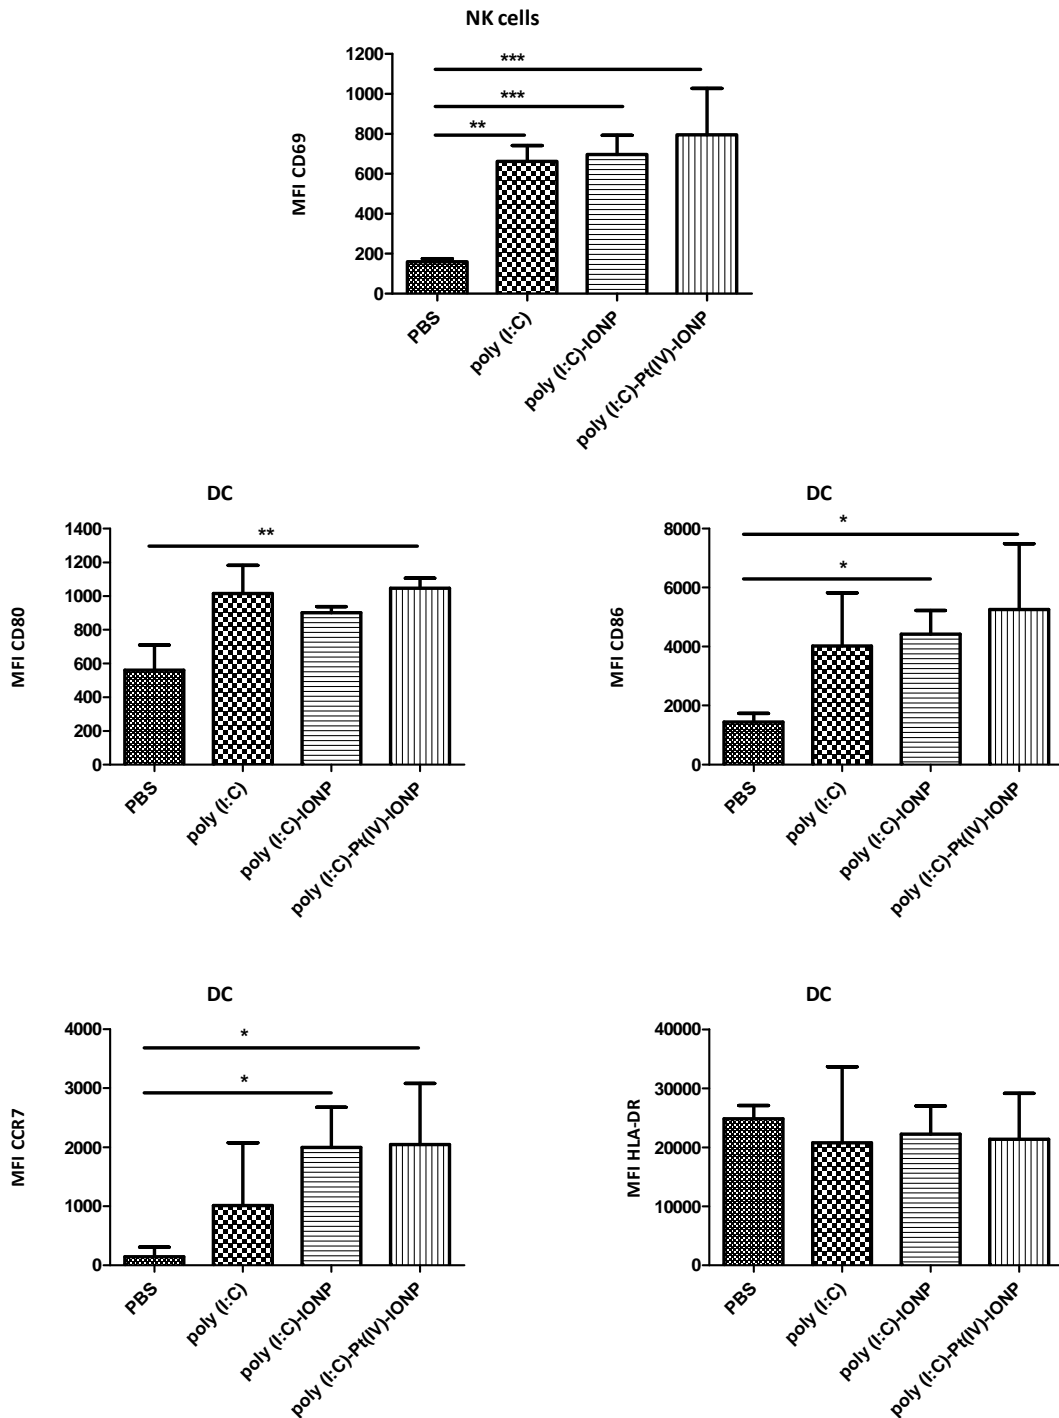 NK cells
MFI CD69
1200
1000
800
600
400
200
0
***
***
**
PBS
poly (I:C)
poly (I:C)-IONP
poly (I:C)-Pt(IV)-IONP
DC
MFI CD80
1400
1200
1000
800
600
400
200
0
**
PBS
poly (I:C)
poly (I:C)-IONP
poly (I:C)-Pt(IV)-IONP
DC
MFI CD86
8000
6000
4000
2000
0
*
*
PBS
poly (I:C)
poly (I:C)-IONP
poly (I:C)-Pt(IV)-IONP
DC
MFI CCR7
4000
3000
2000
1000
0
*
*
PBS
poly (I:C)
poly (I:C)-IONP
poly (I:C)-Pt(IV)-IONP
DC
MFI HLA-DR
40000
30000
20000
10000
0
PBS
poly (I:C)
poly (I:C)-IONP
poly (I:C)-Pt(IV)-IONP